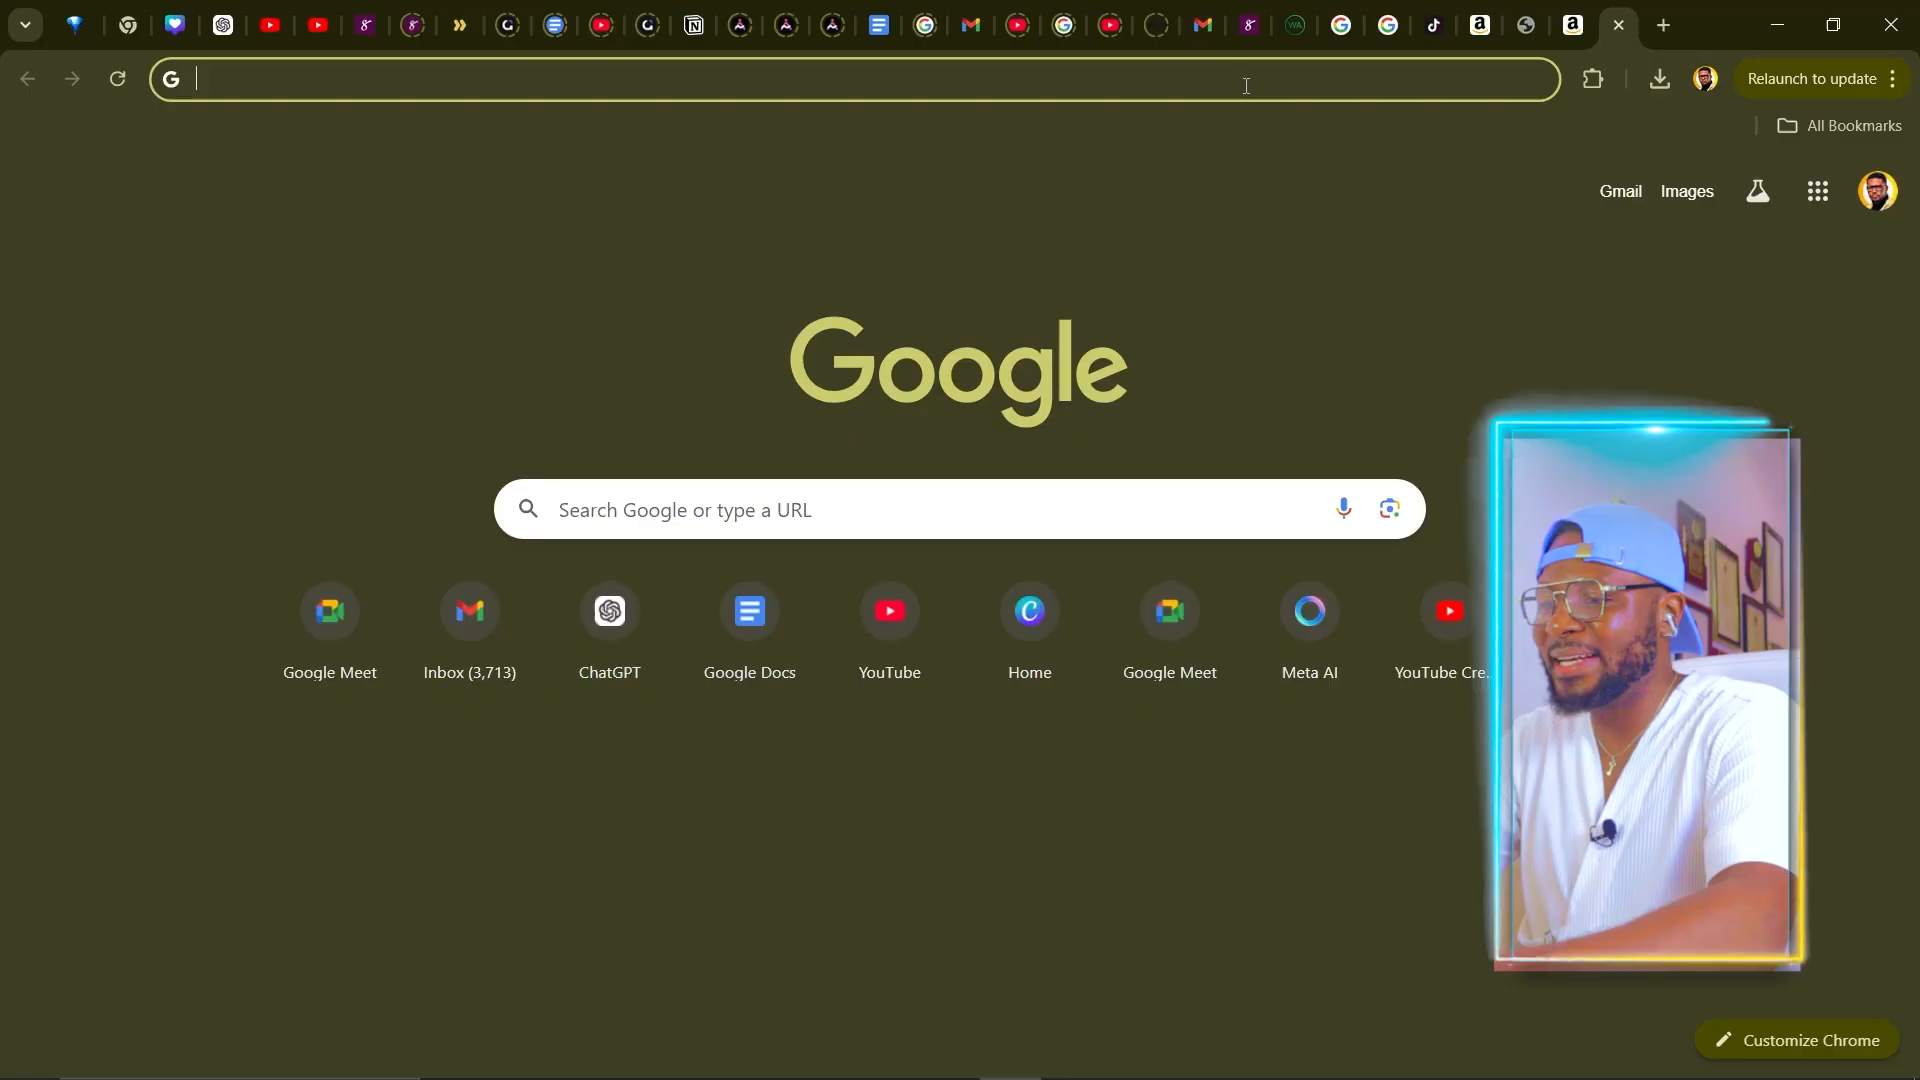 Relaunch to update
All Bookmarks
Gmail
Images
Google
Search Google or type a URL
Google Meet
Inbox (3,713)
ChatGPT
Google Docs
YouTube
Home
Google Meet
Meta AI
YouTube Cre...
Customize Chrome